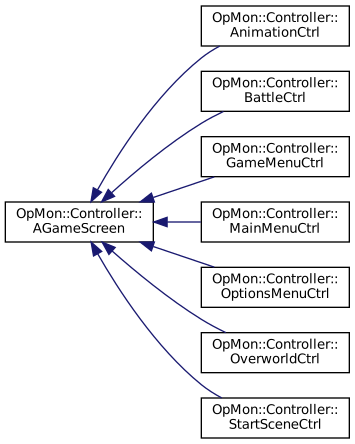 OpMon::Controller::
AnimationCtrl
OpMon::Controller::
BattleCtrl
OpMon::Controller::
GameMenuCtrl
OpMon::Controller::
AGameScreen
OpMon::Controller::
MainMenuCtrl
OpMon::Controller::
OptionsMenuCtrl
OpMon::Controller::
OverworldCtrl
OpMon::Controller::
StartSceneCtrl